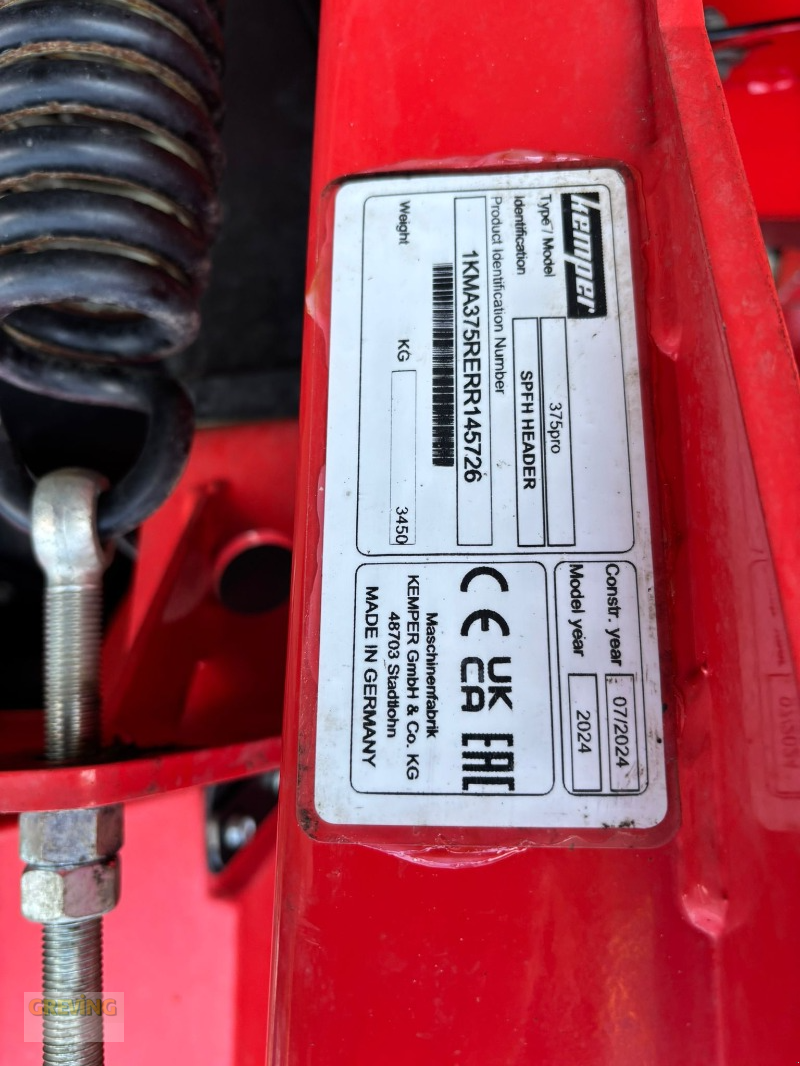 kemper
Type / Model 375pro
Identification SPFH HEADER
Product Identification Number
1KMA375RERR145726
Weight KG 3450
Constr. year 07/2024
Model year 2024
CE UK
CA EAC
Maschinenfabrik
KEMPER GmbH & Co. KG
48703 Stadtlohn
MADE IN GERMANY
GREVING